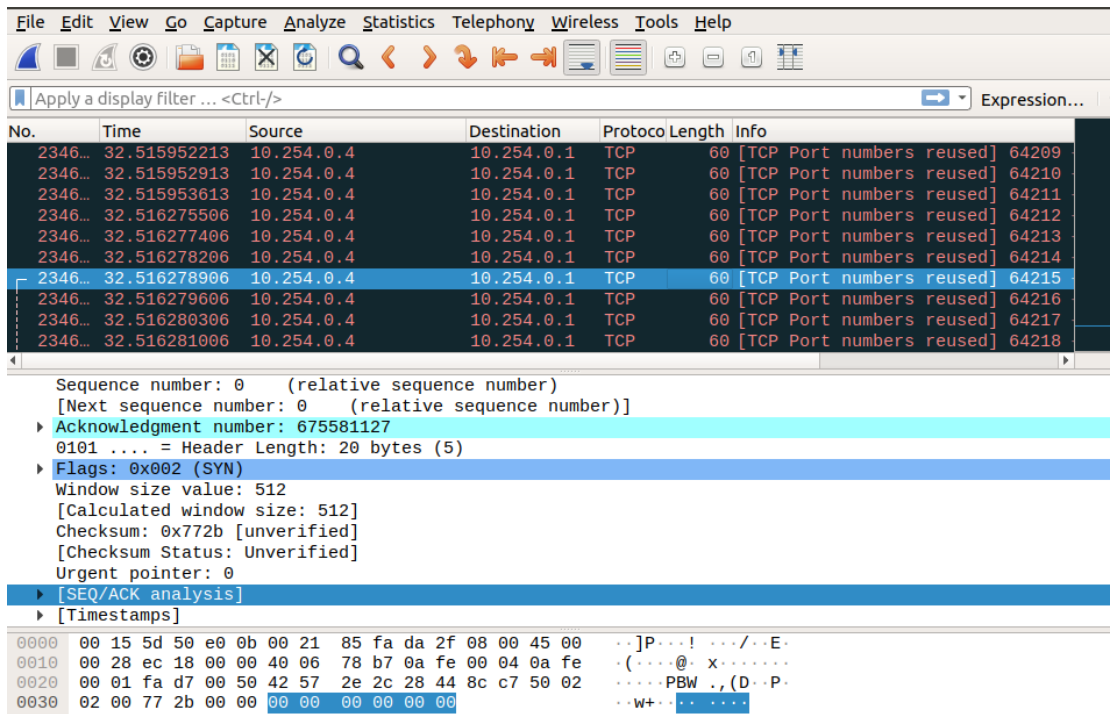 File Edit View Go Capture Analyze Statistics Telephony Wireless Tools Help
Apply a display filter ... <Ctrl-/> Expression...
No. Time Source Destination Protoco Length Info
2346… 32.515952213 10.254.0.4 10.254.0.1 TCP 60 [TCP Port numbers reused] 64209
2346… 32.515952913 10.254.0.4 10.254.0.1 TCP 60 [TCP Port numbers reused] 64210
2346… 32.515953613 10.254.0.4 10.254.0.1 TCP 60 [TCP Port numbers reused] 64211
2346… 32.516275506 10.254.0.4 10.254.0.1 TCP 60 [TCP Port numbers reused] 64212
2346… 32.516277406 10.254.0.4 10.254.0.1 TCP 60 [TCP Port numbers reused] 64213
2346… 32.516278206 10.254.0.4 10.254.0.1 TCP 60 [TCP Port numbers reused] 64214
2346… 32.516278906 10.254.0.4 10.254.0.1 TCP 60 [TCP Port numbers reused] 64215
2346… 32.516279606 10.254.0.4 10.254.0.1 TCP 60 [TCP Port numbers reused] 64216
2346… 32.516280306 10.254.0.4 10.254.0.1 TCP 60 [TCP Port numbers reused] 64217
2346… 32.516281006 10.254.0.4 10.254.0.1 TCP 60 [TCP Port numbers reused] 64218
Sequence number: 0 (relative sequence number)
[Next sequence number: 0 (relative sequence number)]
Acknowledgment number: 675581127
0101 .... = Header Length: 20 bytes (5)
Flags: 0x002 (SYN)
Window size value: 512
[Calculated window size: 512]
Checksum: 0x772b [unverified]
[Checksum Status: Unverified]
Urgent pointer: 0
[SEQ/ACK analysis]
[Timestamps]
0000 00 15 5d 50 e0 0b 00 21 85 fa da 2f 08 00 45 00 ··]P···! ···/··E·
0010 00 28 ec 18 00 00 40 06 78 b7 0a fe 00 04 0a fe ·(····@· x·······
0020 00 01 fa d7 00 50 42 57 2e 2c 28 44 8c c7 50 02 ·····PBW .,(D··P·
0030 02 00 77 2b 00 00 00 00 00 00 00 00 ··w+···· ····